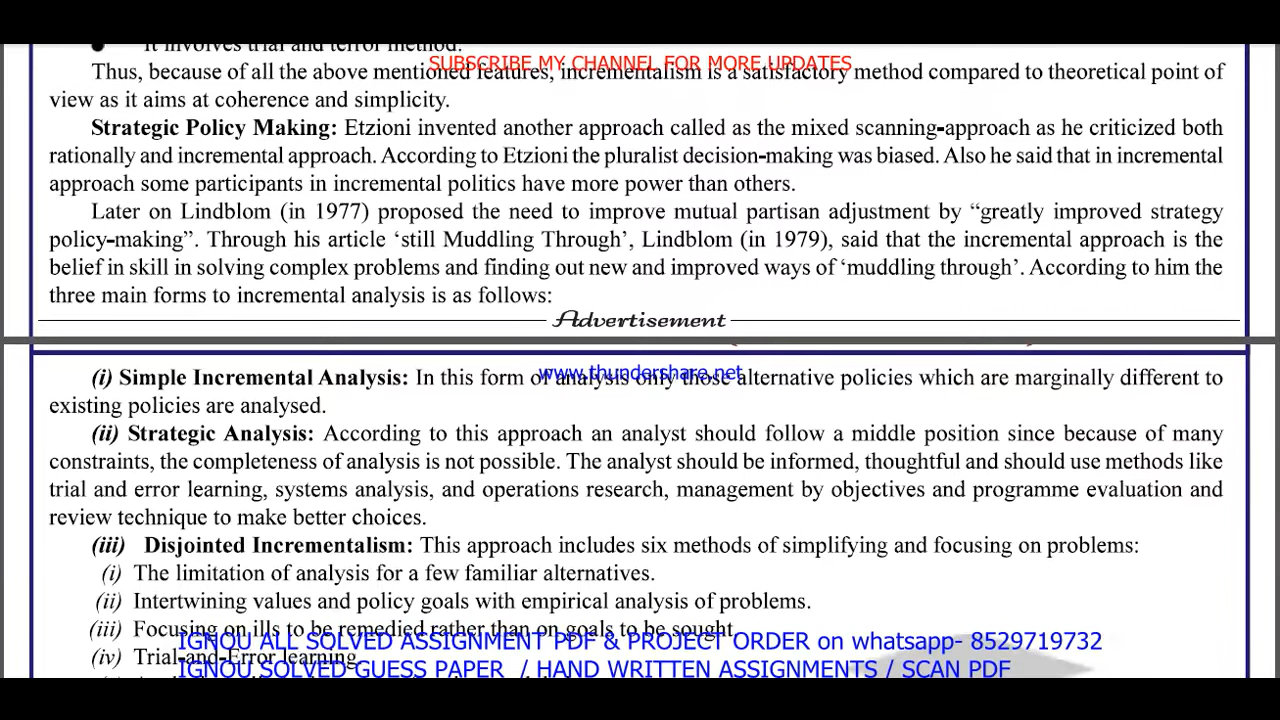 ● It involves trial and terror method.
SUBSCRIBE MY CHANNEL FOR MORE UPDATES
Thus, because of all the above mentioned features, incrementalism is a satisfactory method compared to theoretical point of
view as it aims at coherence and simplicity.
Strategic Policy Making: Etzioni invented another approach called as the mixed scanning-approach as he criticized both
rationally and incremental approach. According to Etzioni the pluralist decision-making was biased. Also he said that in incremental
approach some participants in incremental politics have more power than others.
Later on Lindblom (in 1977) proposed the need to improve mutual partisan adjustment by “greatly improved strategy
policy-making”. Through his article ‘still Muddling Through’, Lindblom (in 1979), said that the incremental approach is the
belief in skill in solving complex problems and finding out new and improved ways of ‘muddling through’. According to him the
three main forms to incremental analysis is as follows:
Advertisement
www.thundershare.net
(i) Simple Incremental Analysis: In this form of analysis only those alternative policies which are marginally different to
existing policies are analysed.
(ii) Strategic Analysis: According to this approach an analyst should follow a middle position since because of many
constraints, the completeness of analysis is not possible. The analyst should be informed, thoughtful and should use methods like
trial and error learning, systems analysis, and operations research, management by objectives and programme evaluation and
review technique to make better choices.
(iii) Disjointed Incrementalism: This approach includes six methods of simplifying and focusing on problems:
(i) The limitation of analysis for a few familiar alternatives.
(ii) Intertwining values and policy goals with empirical analysis of problems.
(iii) Focusing on ills to be remedied rather than on goals to be sought.
IGNOU ALL SOLVED ASSIGNMENT PDF & PROJECT ORDER on whatsapp- 8529719732
(iv) Trial-and-Error learning.
IGNOU SOLVED GUESS PAPER / HAND WRITTEN ASSIGNMENTS / SCAN PDF